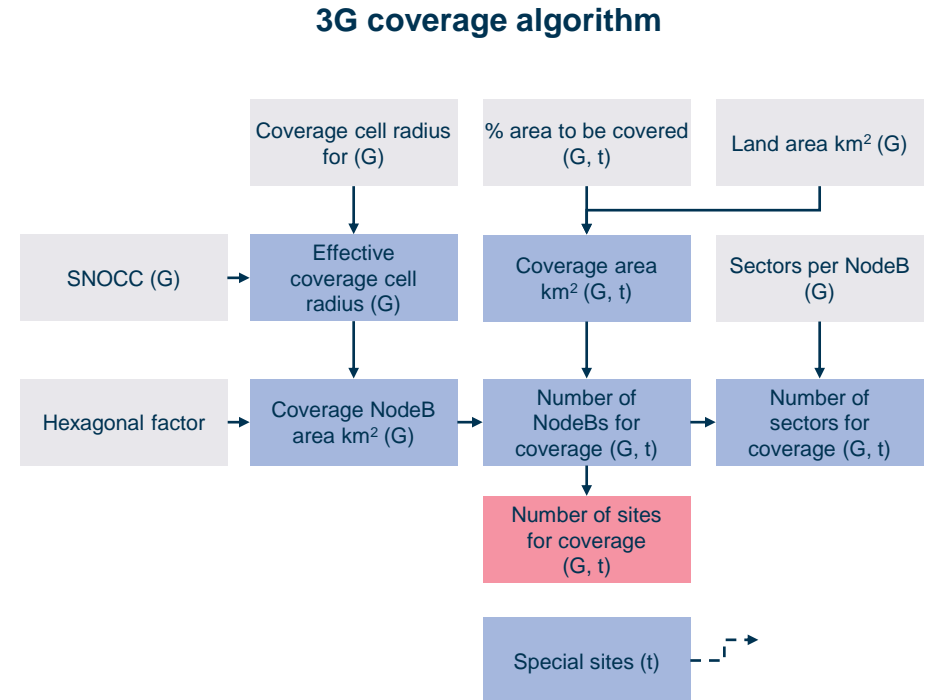 3G coverage algorithm
Coverage cell radius
for (G)
% area to be covered
(G, t)
Land area km² (G)
SNOCC (G)
Effective
coverage cell
radius (G)
Coverage area
km² (G, t)
Sectors per NodeB
(G)
Hexagonal factor
Coverage NodeB
area km² (G)
Number of
NodeBs for
coverage (G, t)
Number of
sectors for
coverage (G, t)
Number of sites
for coverage
(G, t)
Special sites (t)